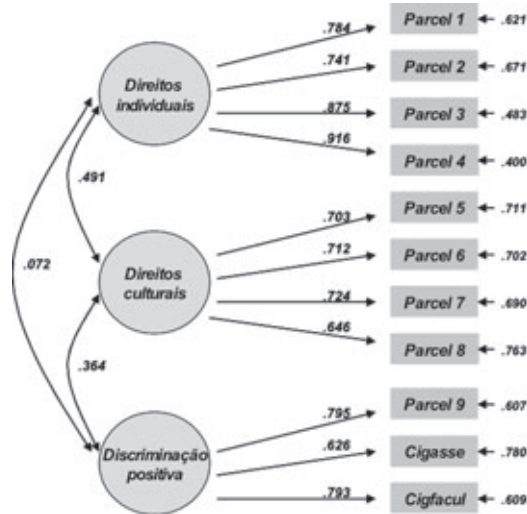 .784
Parcel 1
.621
.741
Parcel 2
.671
Direitos
individuais
.875
Parcel 3
.483
.916
Parcel 4
.400
.491
.703
Parcel 5
.711
.712
Parcel 6
.702
.072
Direitos
culturais
.724
Parcel 7
.690
.646
Parcel 8
.763
.364
.795
Parcel 9
.607
Discriminação
positiva
.626
Cigasse
.780
.793
Cigfacul
.609